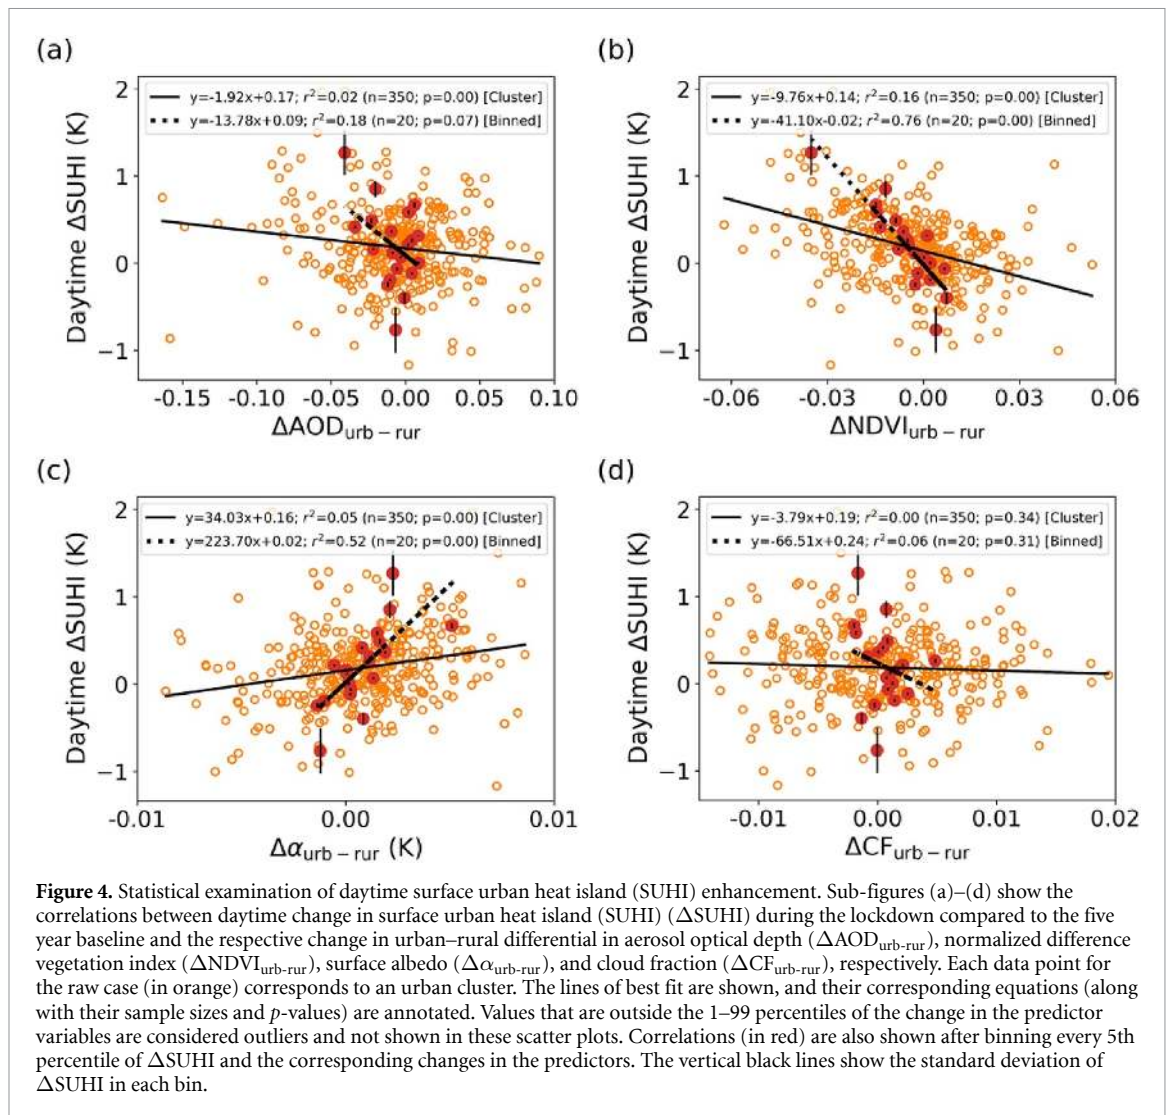 (a)
(b)
2
1
0
−1
Daytime ΔSUHI (K)
y=-1.92x+0.17; r²=0.02 (n=350; p=0.00) [Cluster]
y=-13.78x+0.09; r²=0.18 (n=20; p=0.07) [Binned]
-0.15 -0.10 -0.05 0.00 0.05 0.10
ΔAOD urb − rur
2
1
0
−1
Daytime ΔSUHI (K)
y=-9.76x+0.14; r²=0.16 (n=350; p=0.00) [Cluster]
y=-41.10x-0.02; r²=0.76 (n=20; p=0.00) [Binned]
-0.06 -0.03 0.00 0.03 0.06
ΔNDVI urb − rur
(c)
(d)
2
1
0
−1
Daytime ΔSUHI (K)
y=34.03x+0.16; r²=0.05 (n=350; p=0.00) [Cluster]
y=223.70x+0.02; r²=0.52 (n=20; p=0.00) [Binned]
-0.01 0.00 0.01
Δα urb − rur (K)
2
1
0
−1
Daytime ΔSUHI (K)
y=-3.79x+0.19; r²=0.00 (n=350; p=0.34) [Cluster]
y=-66.51x+0.24; r²=0.06 (n=20; p=0.31) [Binned]
-0.01 0.00 0.01 0.02
ΔCF urb − rur
Figure 4. Statistical examination of daytime surface urban heat island (SUHI) enhancement. Sub-figures (a)–(d) show the
correlations between daytime change in surface urban heat island (SUHI) (ΔSUHI) during the lockdown compared to the five
year baseline and the respective change in urban–rural differential in aerosol optical depth (ΔAOD urb-rur), normalized difference
vegetation index (ΔNDVI urb-rur), surface albedo (Δα urb-rur), and cloud fraction (ΔCF urb-rur), respectively. Each data point for
the raw case (in orange) corresponds to an urban cluster. The lines of best fit are shown, and their corresponding equations (along
with their sample sizes and p-values) are annotated. Values that are outside the 1–99 percentiles of the change in the predictor
variables are considered outliers and not shown in these scatter plots. Correlations (in red) are also shown after binning every 5th
percentile of ΔSUHI and the corresponding changes in the predictors. The vertical black lines show the standard deviation of
ΔSUHI in each bin.